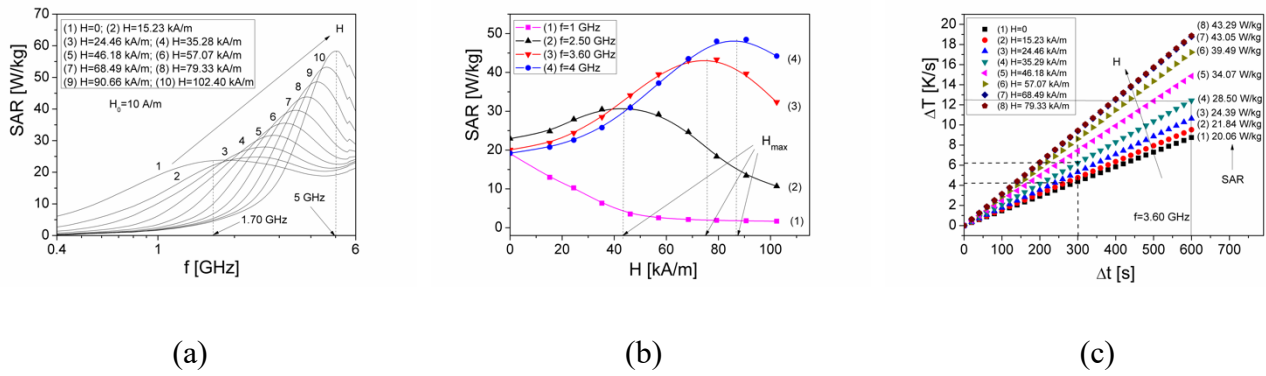 (1) H=0; (2) H=15.23 kA/m
(3) H=24.46 kA/m; (4) H=35.28 kA/m
(5) H=46.18 kA/m; (6) H=57.07 kA/m
(7) H=68.49 kA/m; (8) H=79.33 kA/m
(9) H=90.66 kA/m; (10) H=102.40 kA/m
H₀=10 A/m
H
10
9
8
7
6
5
4
3
2
1
5 GHz
1.70 GHz
SAR [W/kg]
70
60
50
40
30
20
10
0
0.4
1
6
f [GHz]
(a)
(1) f=1 GHz
(2) f=2.50 GHz
(3) f=3.60 GHz
(4) f=4 GHz
(4)
(3)
(2)
(1)
Hmax
SAR [W/kg]
50
40
30
20
10
0
0
20
40
60
80
100
H [kA/m]
(b)
(1) H=0
(2) H=15.23 kA/m
(3) H=24.46 kA/m
(4) H=35.29 kA/m
(5) H=46.18 kA/m
(6) H= 57.07 kA/m
(7) H=68.49 kA/m
(8) H= 79.33 kA/m
H
(8) 43.29 W/kg
(7) 43.05 W/kg
(6) 39.49 W/kg
(5) 34.07 W/kg
(4) 28.50 W/kg
(3) 24.39 W/kg
(2) 21.84 W/kg
(1) 20.06 W/kg
SAR
f=3.60 GHz
ΔT [K/s]
20
18
16
14
12
10
8
6
4
2
0
0
100
200
300
400
500
600
700
Δt [s]
(c)